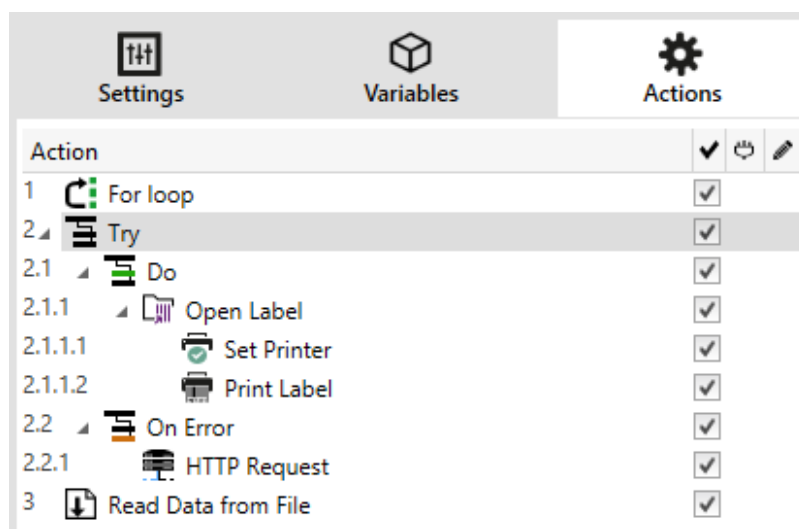 Settings Variables Actions
Action
1 For loop
2 Try
2.1 Do
2.1.1 Open Label
2.1.1.1 Set Printer
2.1.1.2 Print Label
2.2 On Error
2.2.1 HTTP Request
3 Read Data from File